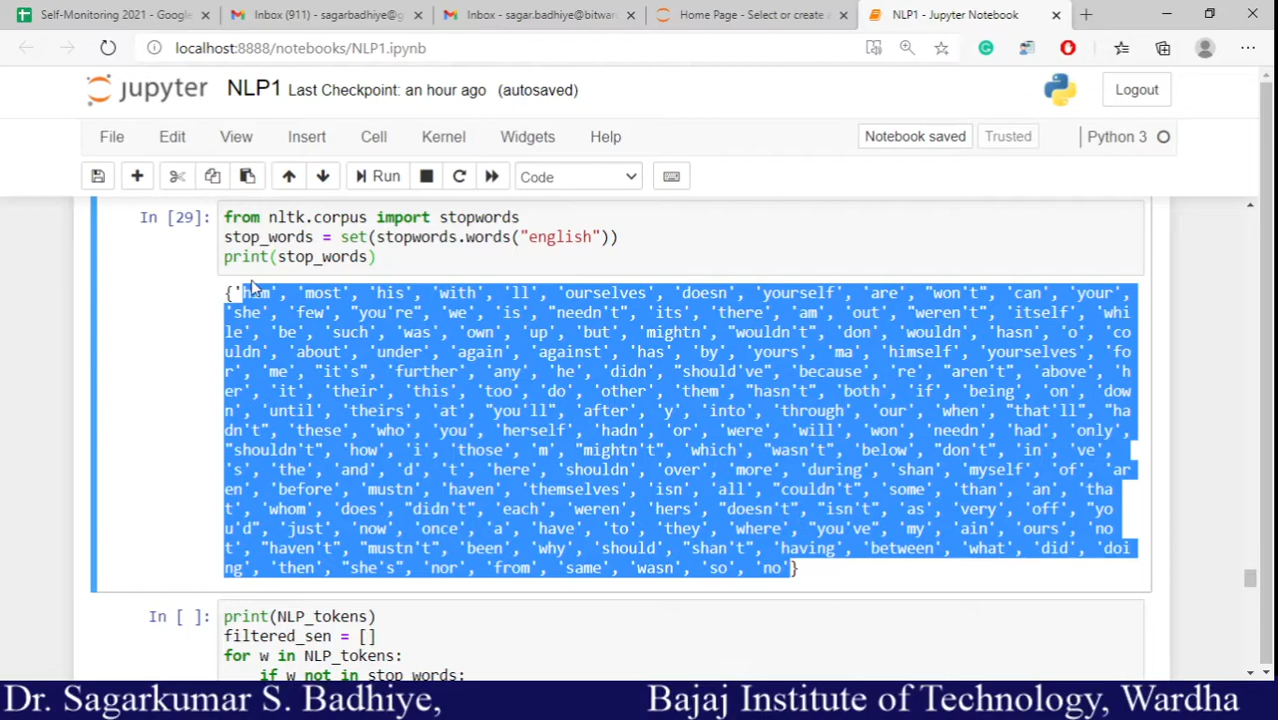 Self-Monitoring 2021 - Google
Inbox (911) - sagarbadhiye@g
Inbox - sagar.badhiye@bitwar
Home Page - Select or create a
NLP1 - Jupyter Notebook
localhost:8888/notebooks/NLP1.ipynb
jupyter NLP1 Last Checkpoint: an hour ago (autosaved)
Logout
File Edit View Insert Cell Kernel Widgets Help
Notebook saved Trusted Python 3
Run Code
In [29]: from nltk.corpus import stopwords
stop_words = set(stopwords.words("english"))
print(stop_words)
{'him', 'most', 'his', 'with', 'll', 'ourselves', 'doesn', 'yourself', 'are', "won't", 'can', 'your',
'she', 'few', "you're", 'we', 'is', "needn't", 'its', 'there', 'am', 'out', "weren't", 'itself', 'whi
le', 'be', 'such', 'was', 'own', 'up', 'but', 'mightn', "wouldn't", 'don', 'wouldn', 'hasn', 'o', 'co
uldn', 'about', 'under', 'again', 'against', 'has', 'by', 'yours', 'ma', 'himself', 'yourselves', 'fo
r', 'me', "it's", 'further', 'any', 'he', 'didn', "should've", 'because', 're', "aren't", 'above', 'h
er', 'it', 'their', 'this', 'too', 'do', 'other', 'them', "hasn't", 'both', 'if', 'being', 'on', 'dow
n', 'until', 'theirs', 'at', "you'll", 'after', 'y', 'into', 'through', 'our', 'when', "that'll", "ha
dn't", 'these', 'who', 'you', 'herself', 'hadn', 'or', 'were', 'will', 'won', 'needn', 'had', 'only',
"shouldn't", 'how', 'i', 'those', 'm', "mightn't", 'which', "wasn't", 'below', "don't", 'in', 've',
's', 'the', 'and', 'd', 't', 'here', 'shouldn', 'over', 'more', 'during', 'shan', 'myself', 'of', 'ar
en', 'before', 'mustn', 'haven', 'themselves', 'isn', 'all', "couldn't", 'some', 'than', 'an', 'tha
t', 'whom', 'does', "didn't", 'each', 'weren', 'hers', "doesn't", "isn't", 'as', 'very', 'off', "yo
u'd", 'just', 'now', 'once', 'a', 'have', 'to', 'they', 'where', "you've", 'my', 'ain', 'ours', 'no
t', "haven't", "mustn't", 'been', 'why', 'should', "shan't", 'having', 'between', 'what', 'did', 'doi
ng', 'then', "she's", 'nor', 'from', 'same', 'wasn', 'so', 'no'}
In [ ]: print(NLP_tokens)
filtered_sen = []
for w in NLP_tokens:
if w not in stop_words:
Dr. Sagarkumar S. Badhiye, Bajaj Institute of Technology, Wardha